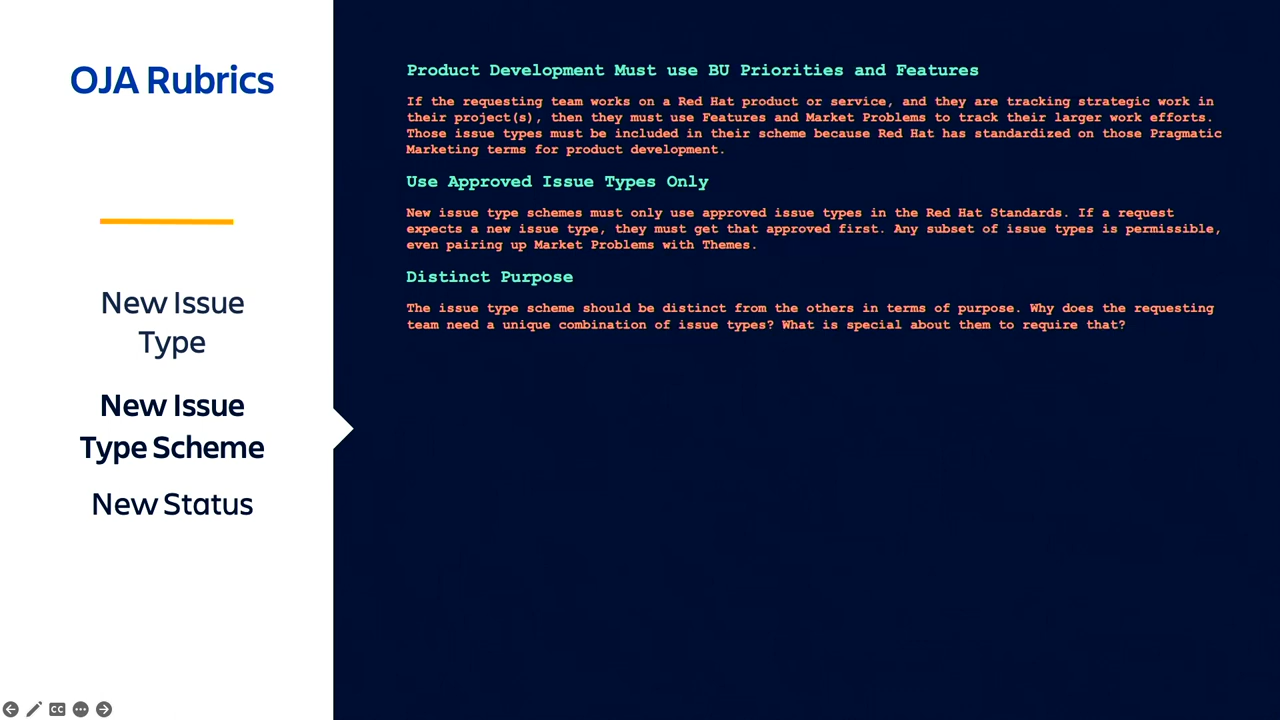 OJA Rubrics
New Issue
Type
New Issue
Type Scheme
New Status
Product Development Must use BU Priorities and Features
If the requesting team works on a Red Hat product or service, and they are tracking strategic work in
their project(s), then they must use Features and Market Problems to track their larger work efforts.
Those issue types must be included in their scheme because Red Hat has standardized on those Pragmatic
Marketing terms for product development.
Use Approved Issue Types Only
New issue type schemes must only use approved issue types in the Red Hat Standards. If a request
expects a new issue type, they must get that approved first. Any subset of issue types is permissible,
even pairing up Market Problems with Themes.
Distinct Purpose
The issue type scheme should be distinct from the others in terms of purpose. Why does the requesting
team need a unique combination of issue types? What is special about them to require that?
CC